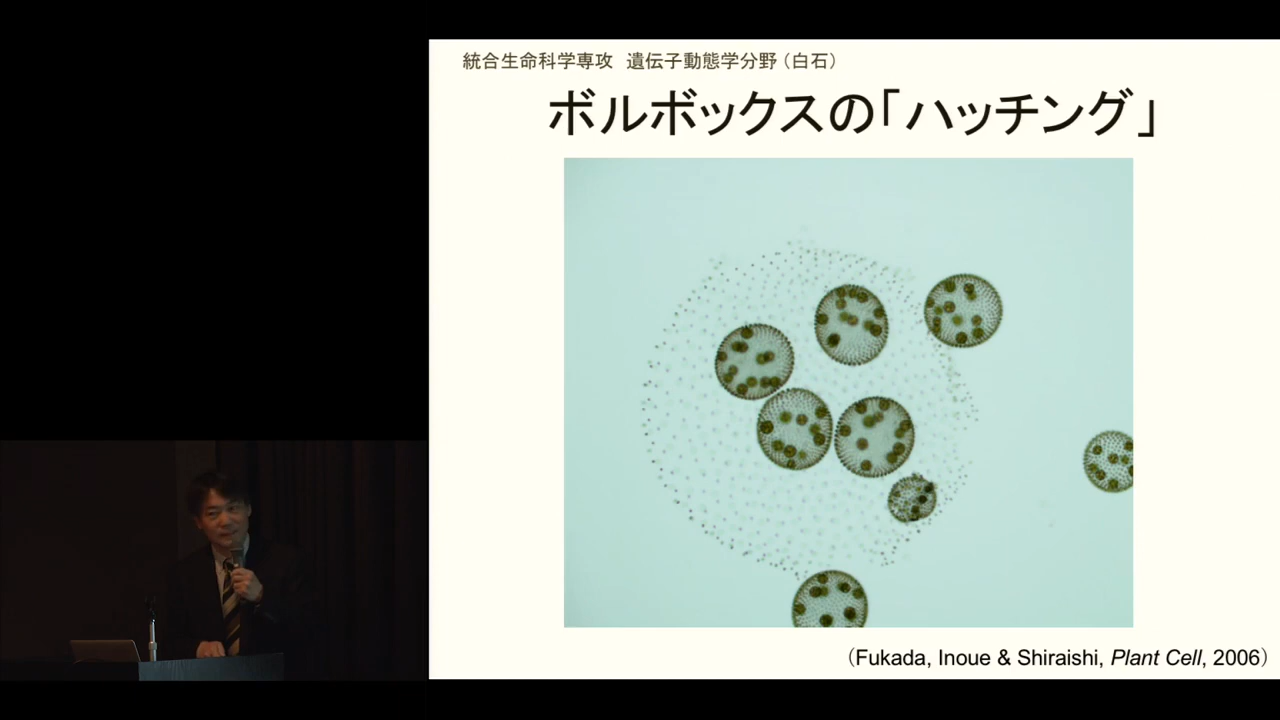 統合生命科学専攻　遺伝子動態学分野（白石）
ボルボックスの「ハッチング」
（Fukada, Inoue & Shiraishi, Plant Cell, 2006）